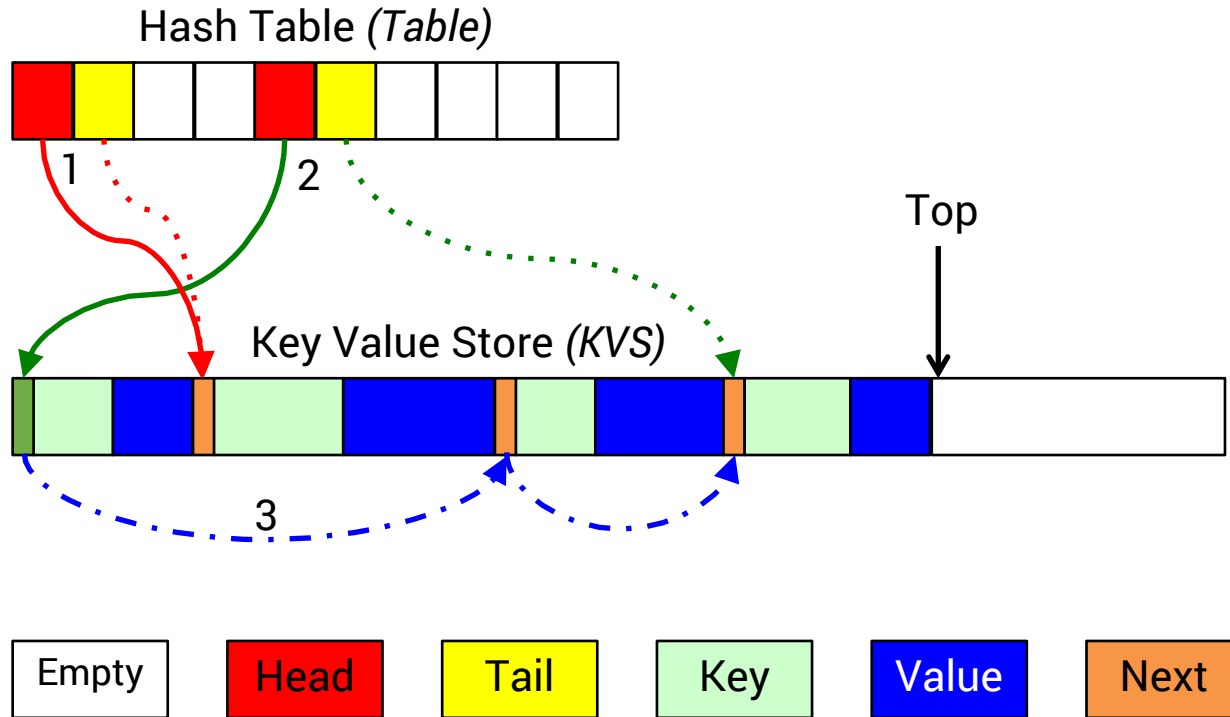 Hash Table (Table)
1
2
Top
Key Value Store (KVS)
3
Empty
Head
Tail
Key
Value
Next